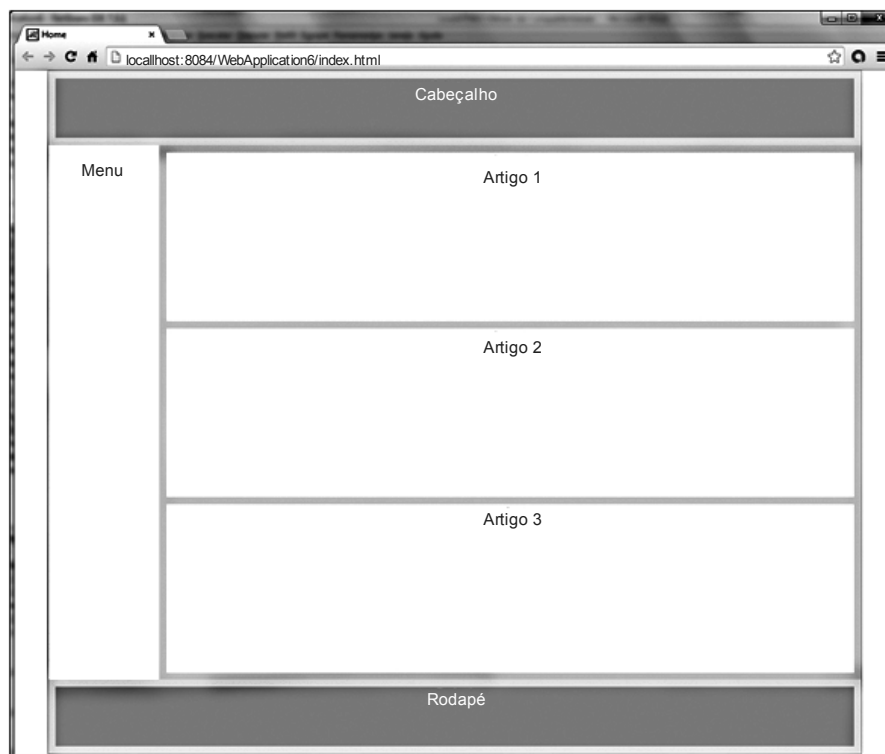 Home
localhost:8084/WebApplication6/index.html
Cabeçalho
Menu
Artigo 1
Artigo 2
Artigo 3
Rodapé